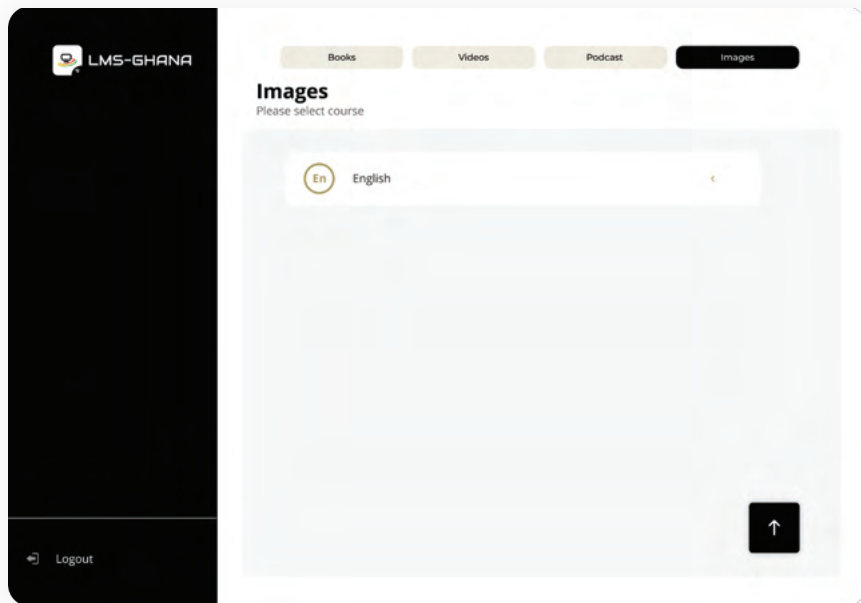 LMS-GHANA
Books
Videos
Podcast
Images
Images
Please select course
En
English
Logout